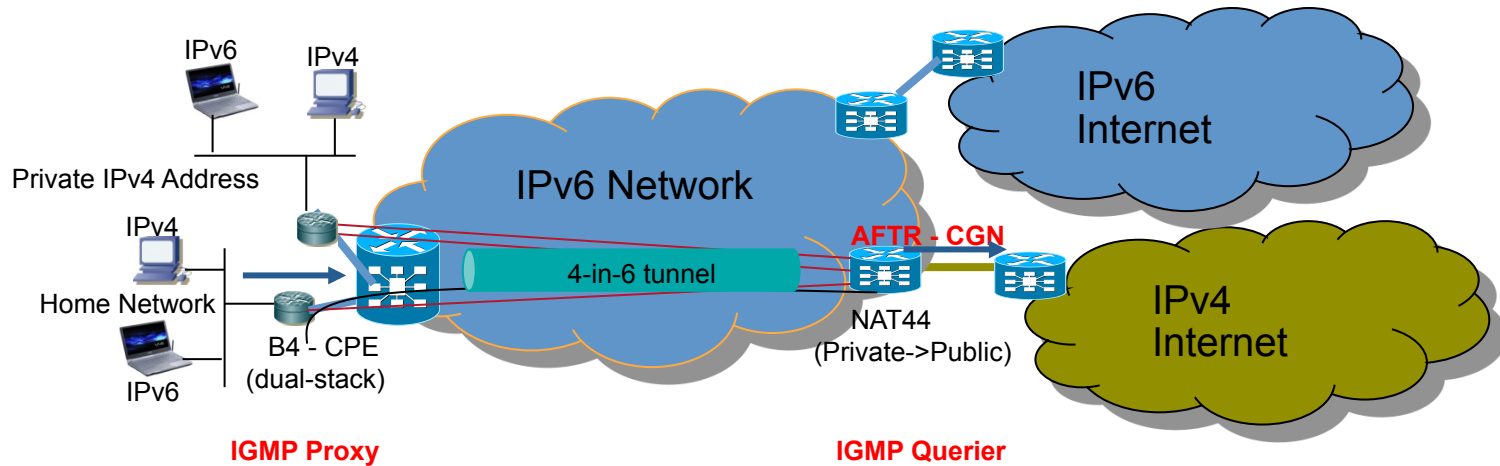 IPv6
IPv4
Private IPv4 Address
IPv4
Home Network
IPv6
B4 - CPE
(dual-stack)
IGMP Proxy
IPv6 Network
4-in-6 tunnel
AFTR - CGN
NAT44
(Private->Public)
IGMP Querier
IPv6
Internet
IPv4
Internet